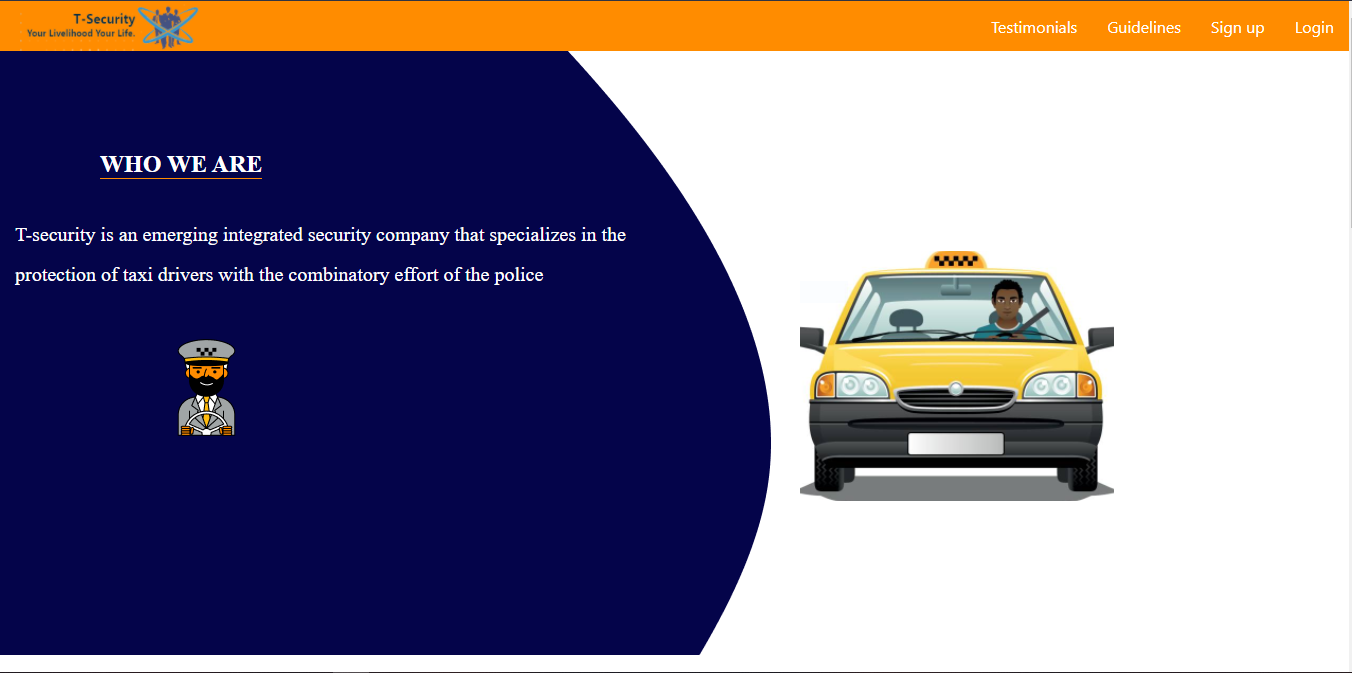 T-Security
Your Livelihood Your Life.
Testimonials Guidelines Sign up Login
WHO WE ARE
T-security is an emerging integrated security company that specializes in the
protection of taxi drivers with the combinatory effort of the police